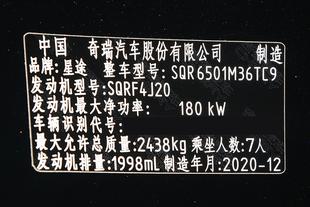 中国 奇瑞汽车股份有限公司 制造
品牌:星途 整车型号:SQR6501M36TC9
发动机型号:SQRF4J20
发动机最大净功率: 180 kW
车辆识别代号:
最大允许总质量:2438kg 乘坐人数:7人
发动机排量:1998mL 制造年月:2020-12